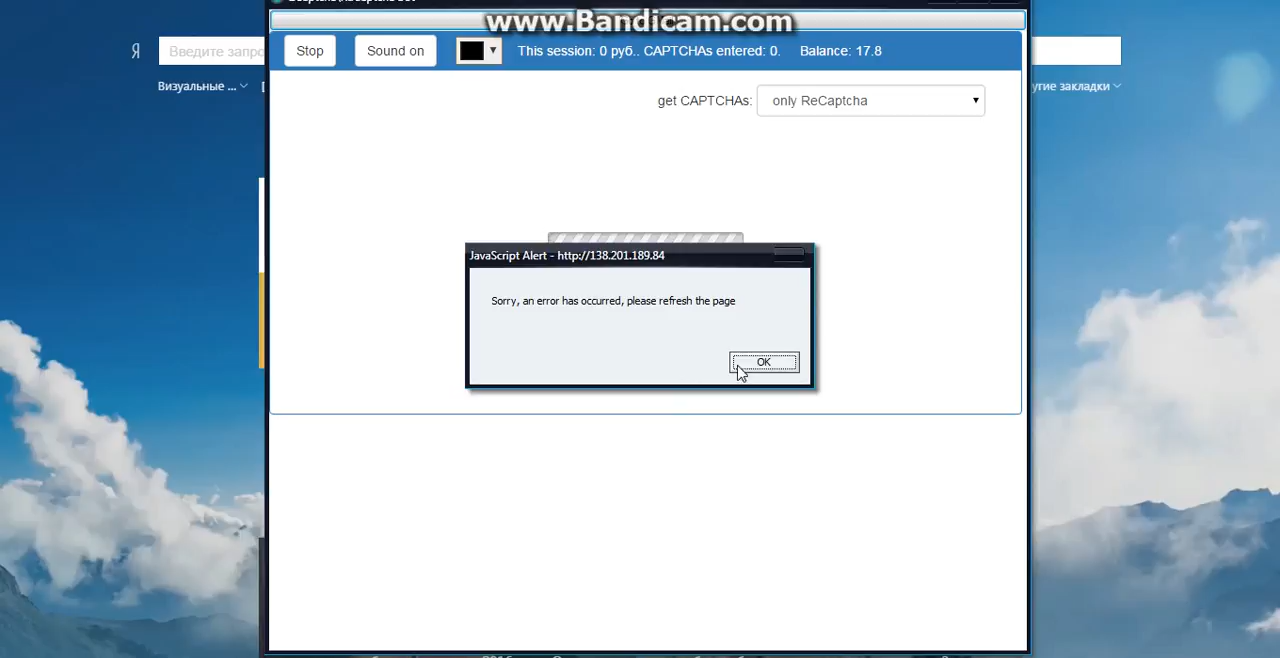 www.Bandicam.com
Я
Введите запро
Stop
Sound on
This session: 0 руб.. CAPTCHAs entered: 0.
Balance: 17.8
Визуальные ...
угие закладки
get CAPTCHAs:
only ReCaptcha
JavaScript Alert - http://138.201.189.84
Sorry, an error has occurred, please refresh the page
OK